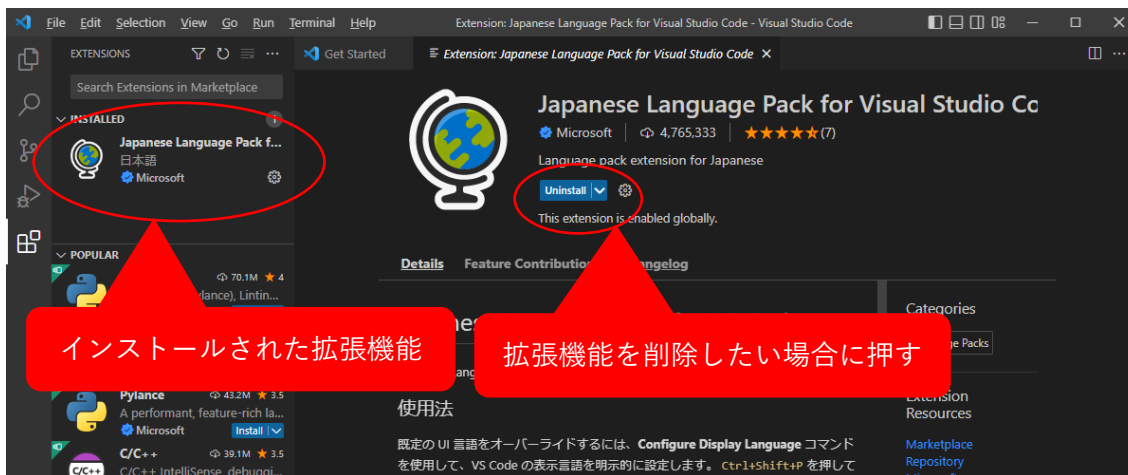 File Edit Selection View Go Run Terminal Help
Extension: Japanese Language Pack for Visual Studio Code - Visual Studio Code
EXTENSIONS
Get Started
Extension: Japanese Language Pack for Visual Studio Code
Search Extensions in Marketplace
INSTALLED 1
Japanese Language Pack f...
日本語
Microsoft
POPULAR
70.1M 4
Lintin...
インストールされた拡張機能
Pylance 43.2M 3.5
A performant, feature-rich la...
Microsoft Install
C/C++ 39.1M 3.5
C/C++ IntelliSense, debuggi...
Japanese Language Pack for Visual Studio Co
Microsoft 4,765,333 (7)
Language pack extension for Japanese
Uninstall
This extension is enabled globally.
Details Feature
拡張機能を削除したい場合に押す
使用法
既定の UI 言語をオーバーライドするには、Configure Display Language コマンド
を使用して、VS Code の表示言語を明示的に設定します。 Ctrl+Shift+P を押して
Categories
Packs
Extension
Resources
Marketplace
Repository